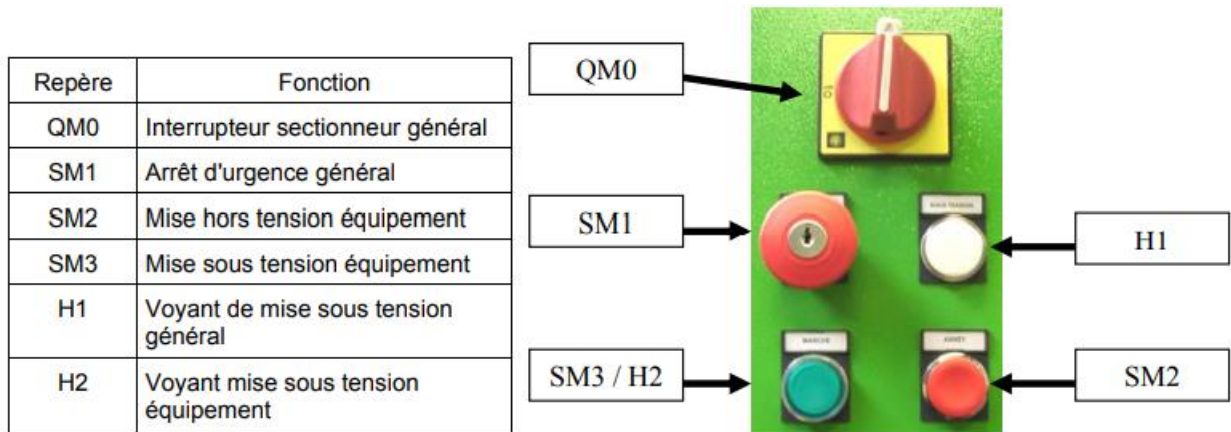 Repère Fonction
QM0 Interrupteur sectionneur général
SM1 Arrêt d'urgence général
SM2 Mise hors tension équipement
SM3 Mise sous tension équipement
H1 Voyant de mise sous tension
général
H2 Voyant mise sous tension
équipement
QM0
SM1
H1
SM3 / H2
SM2
SOUS TENSION
MARCHE
ARRÊT